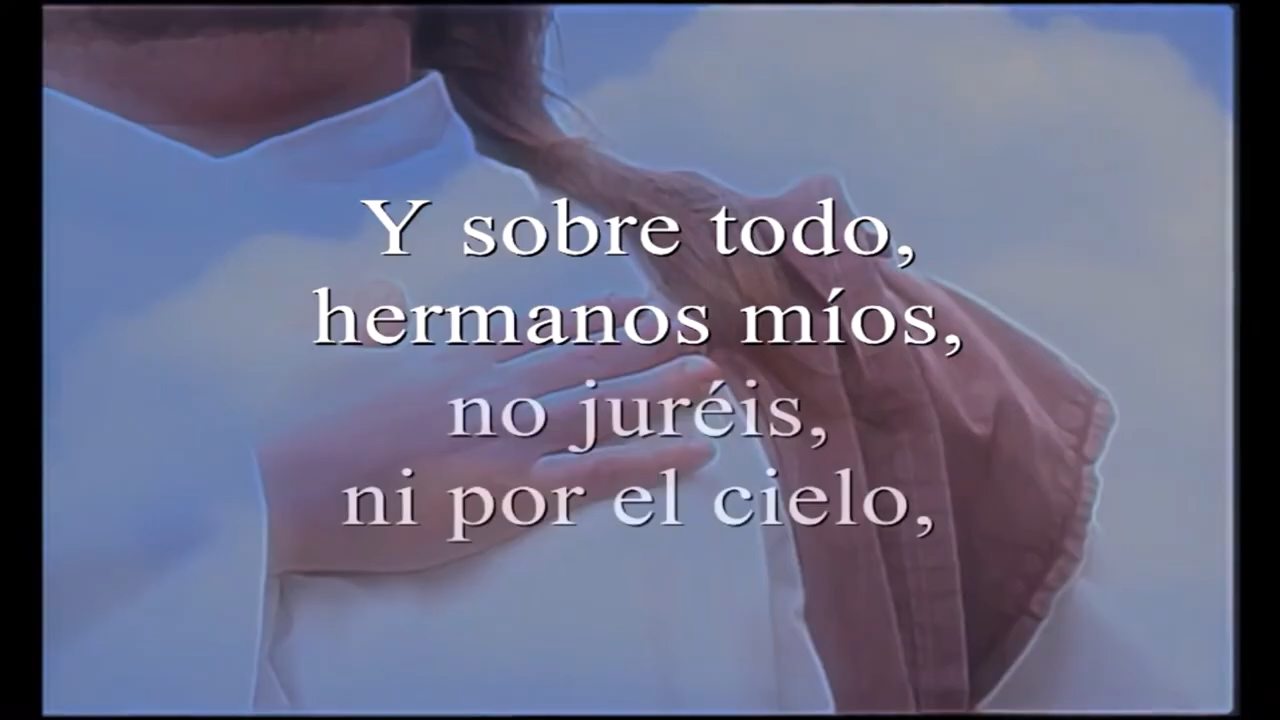 Y sobre todo,
hermanos míos,
no juréis,
ni por el cielo,